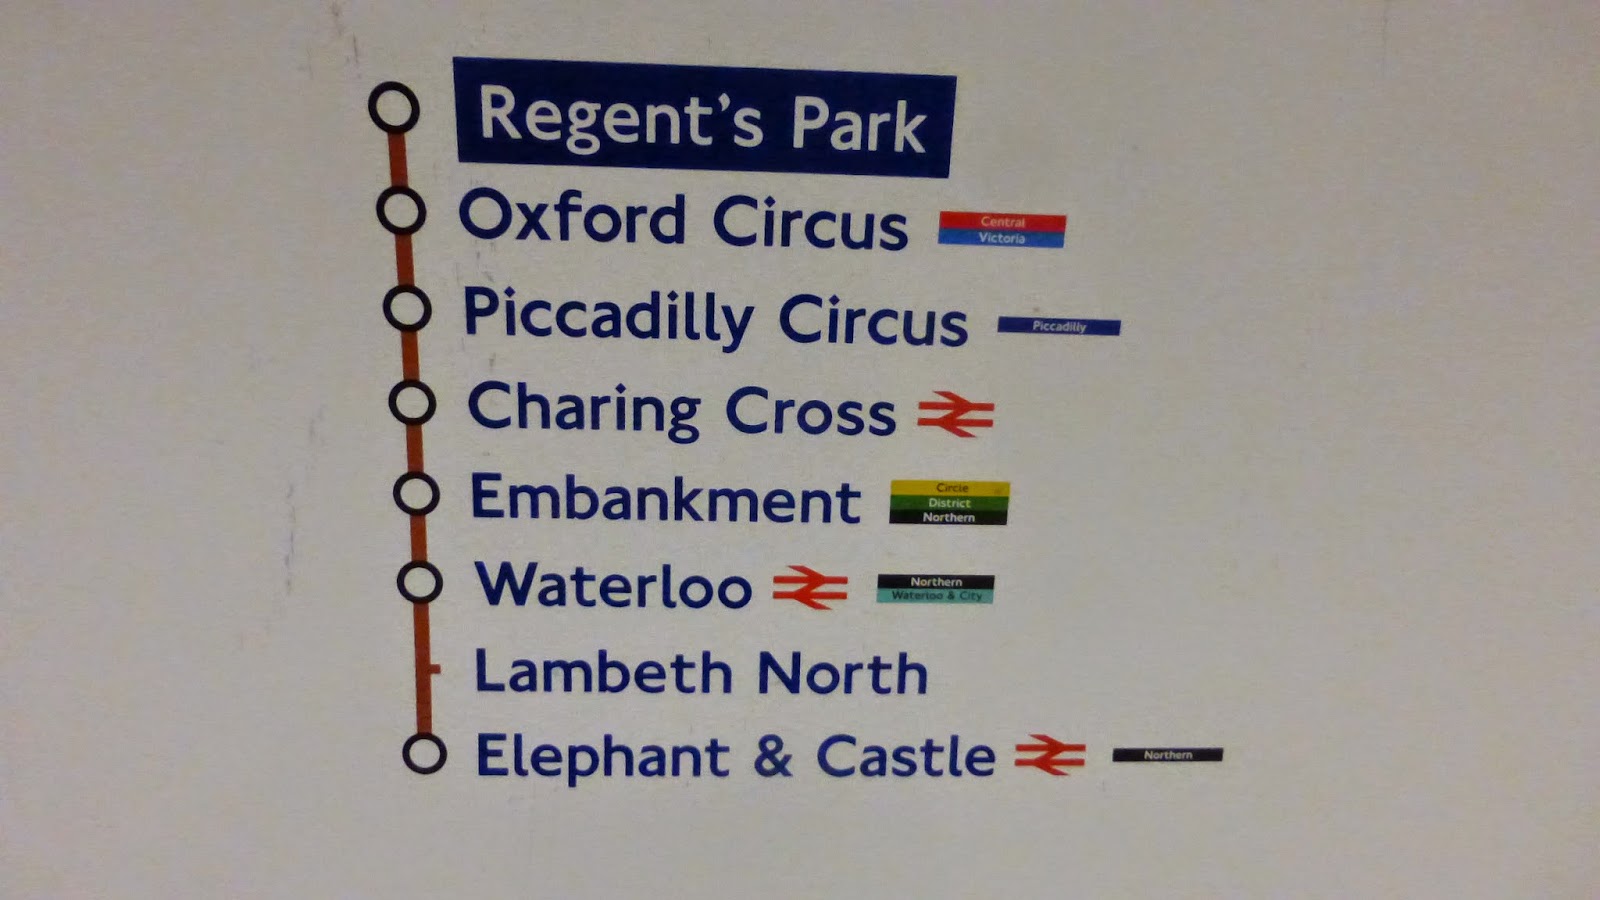 Regent's Park
Oxford Circus
Central
Victoria
Piccadilly Circus
Piccadilly
Charing Cross
Embankment
Circle
District
Northern
Waterloo
Northern
Waterloo & City
Lambeth North
Elephant & Castle
Northern